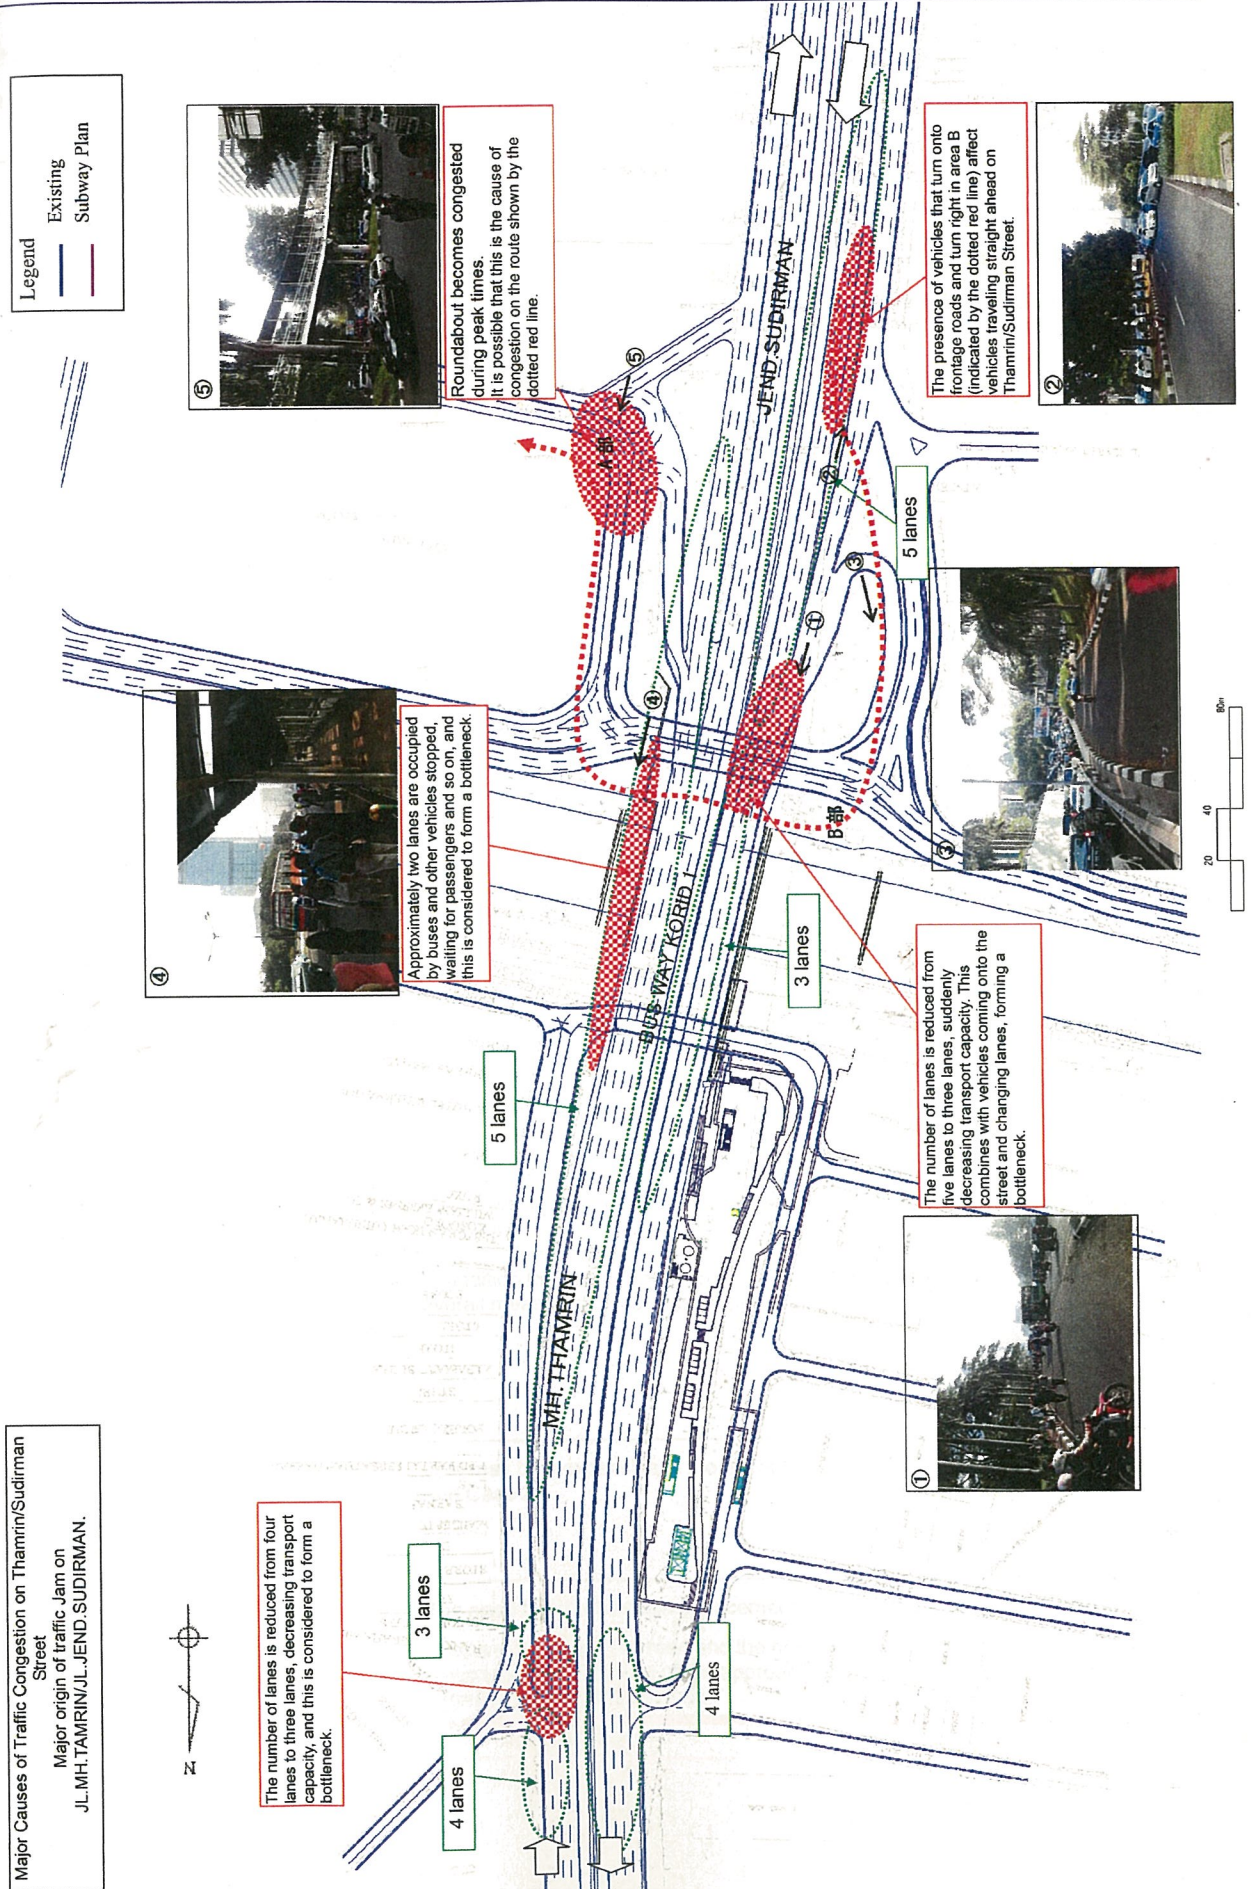 Major Causes of Traffic Congestion on Thamrin/Sudirman
Street
Major origin of traffic Jam on
JL.MH.TAMRIN/JL.JEND.SUDIRMAN.
Legend
Existing
Subway Plan
N
The number of lanes is reduced from four
lanes to three lanes, decreasing transport
capacity, and this is considered to form a
bottleneck.
④
Approximately two lanes are occupied
by buses and other vehicles stopped,
waiting for passengers and so on, and
this is considered to form a bottleneck.
⑤
Roundabout becomes congested
during peak times.
It is possible that this is the cause of
congestion on the route shown by the
dotted red line.
4 lanes
3 lanes
5 lanes
④
A部
⑤
MH. THAMRIN
BUS WAY KORID 1
JEND.SUDIRMAN
4 lanes
3 lanes
B部
①
③
②
5 lanes
①
The number of lanes is reduced from
five lanes to three lanes, suddenly
decreasing transport capacity. This
combines with vehicles coming onto the
street and changing lanes, forming a
bottleneck.
③
The presence of vehicles that turn onto
frontage roads and turn right in area B
(indicated by the dotted red line) affect
vehicles traveling straight ahead on
Thamrin/Sudirman Street.
②
20
40
80m